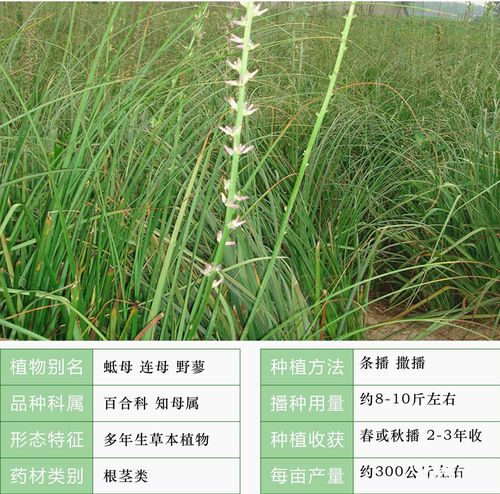 植物别名 蚳母 连母 野蓼
品种科属 百合科 知母属
形态特征 多年生草本植物
药材类别 根茎类
种植方法 条播 撒播
播种用量 约8-10斤左右
种植收获 春或秋播 2-3年收
每亩产量 约300公 左右